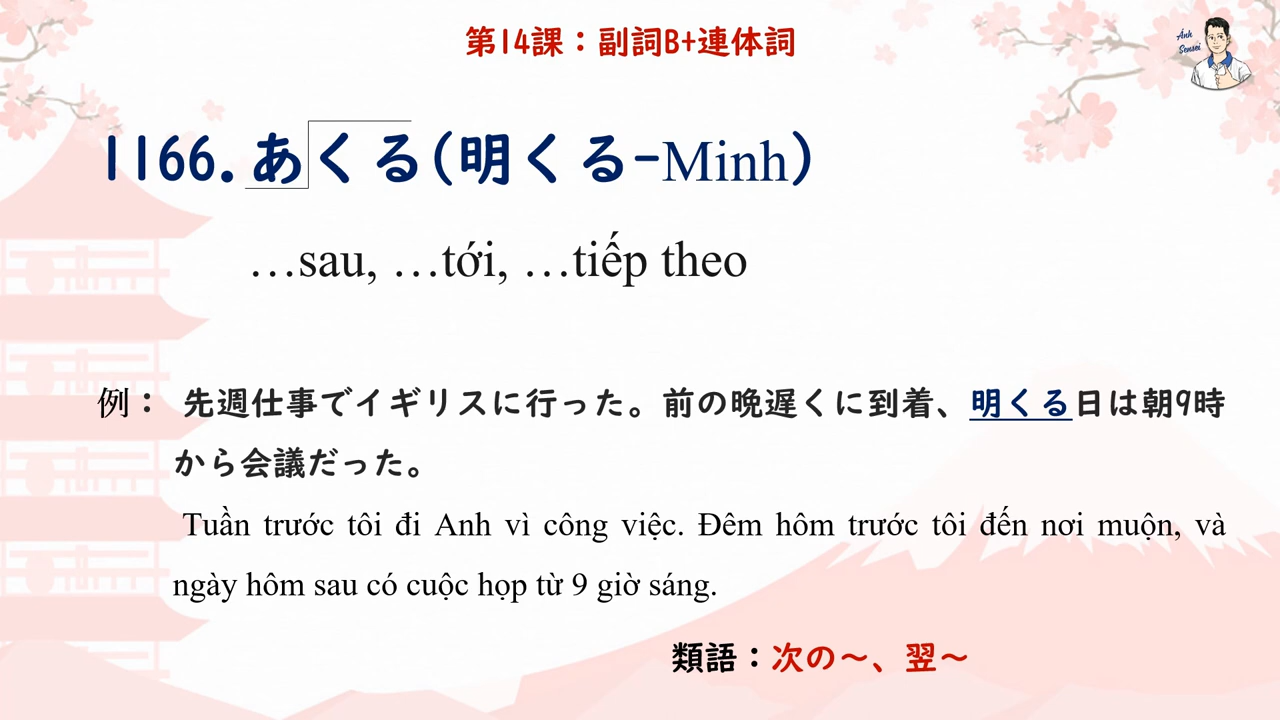 第14課：副詞B+連体詞
Anh
Sensei
1166.あくる(明くる-Minh)
…sau, …tới, …tiếp theo
例： 先週仕事でイギリスに行った。前の晩遅くに到着、明くる日は朝9時
から会議だった。
Tuần trước tôi đi Anh vì công việc. Đêm hôm trước tôi đến nơi muộn, và
ngày hôm sau có cuộc họp từ 9 giờ sáng.
類語：次の～、翌～